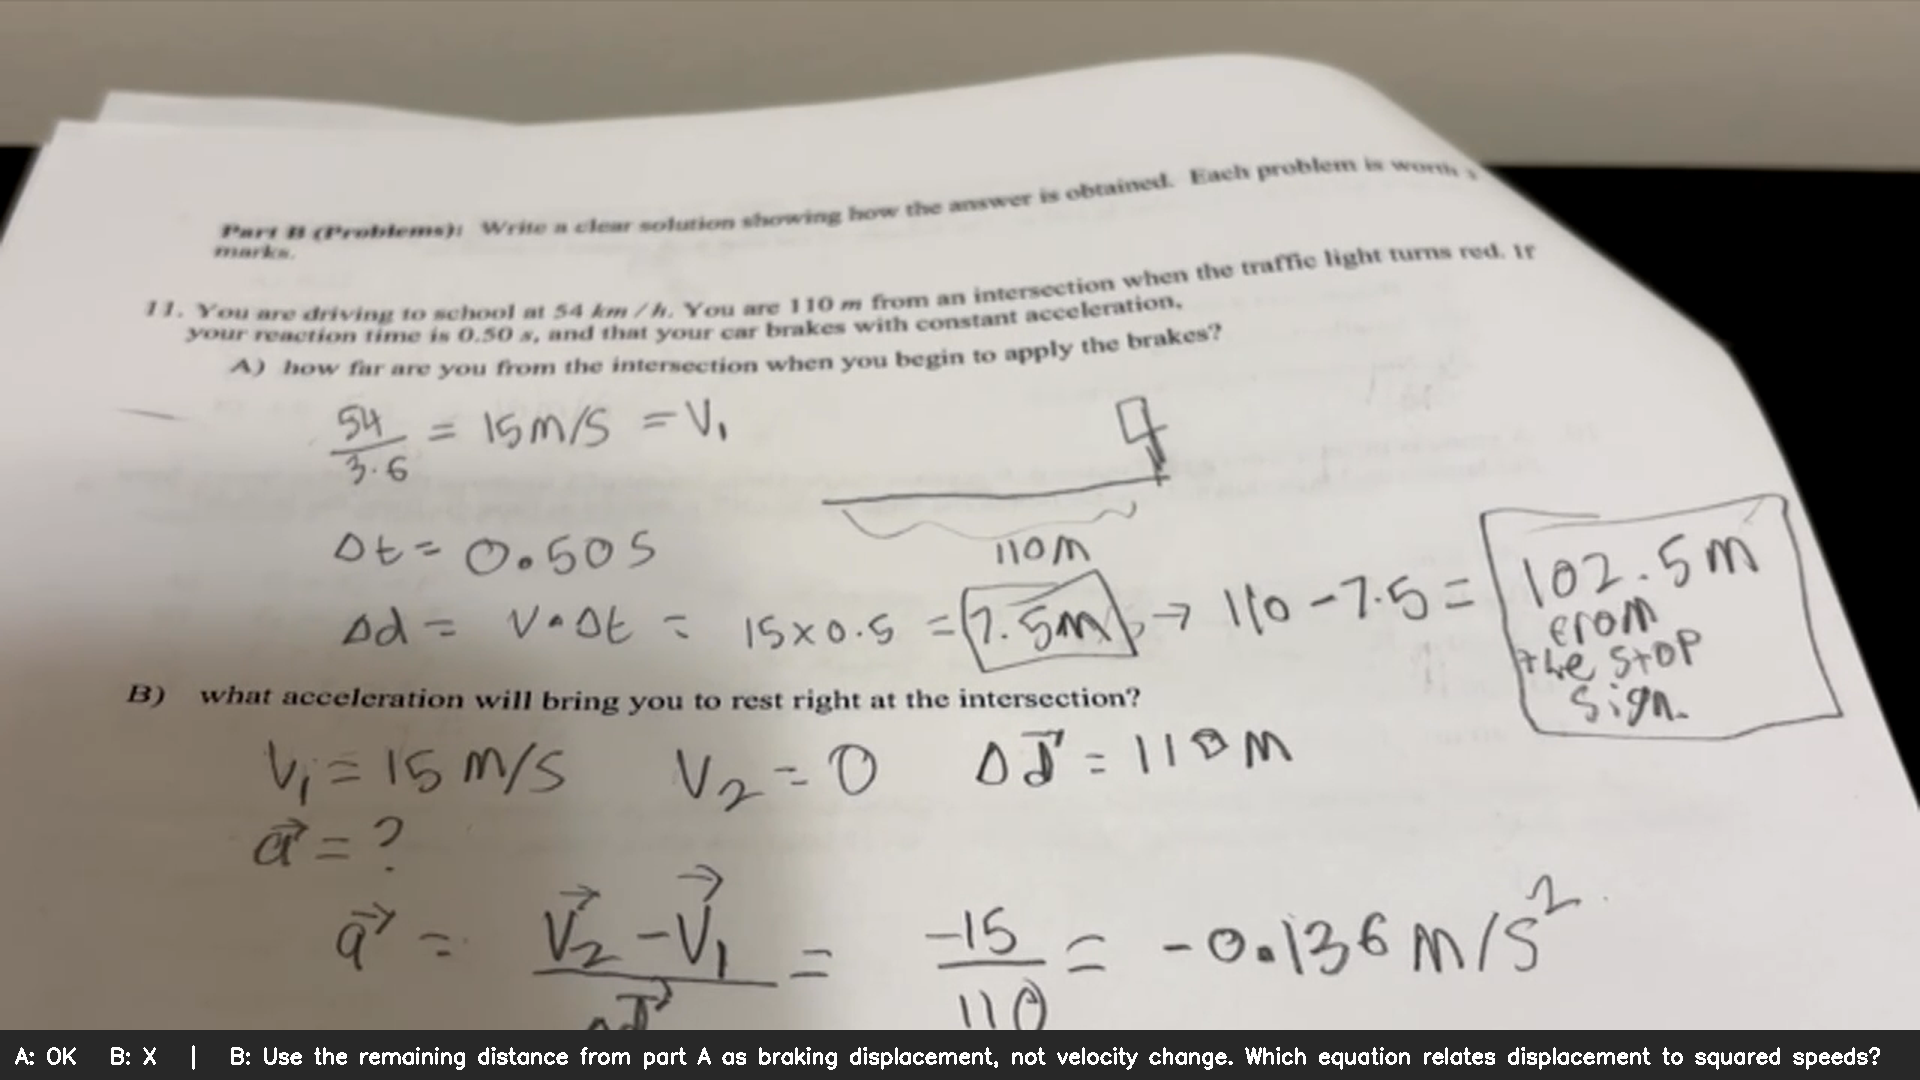 Part B (Problems): Write a clear solution showing how the answer is obtained. Each problem is worth
marks.
11. You are driving to school at 54 km / h. You are 110 m from an intersection when the traffic light turns red. If
your reaction time is 0.50 s, and that your car brakes with constant acceleration,
A) how far are you from the intersection when you begin to apply the brakes?
54/3.6 = 15 m/s = V₁
Δt = 0.50 s
110 m
Δd = V • Δt = 15 x 0.5 = 7.5m → 110 - 7.5 = 102.5 m
from
the stop
sign.
B) what acceleration will bring you to rest right at the intersection?
V₁ = 15 m/s V₂ = 0 Δd⃗ = 110 m
a⃗ = ?
a⃗ = (V⃗₂ - V⃗₁)/Δd⃗ = -15/110 = -0.136 m/s²
A: OK B: X | B: Use the remaining distance from part A as braking displacement, not velocity change. Which equation relates displacement to squared speeds?